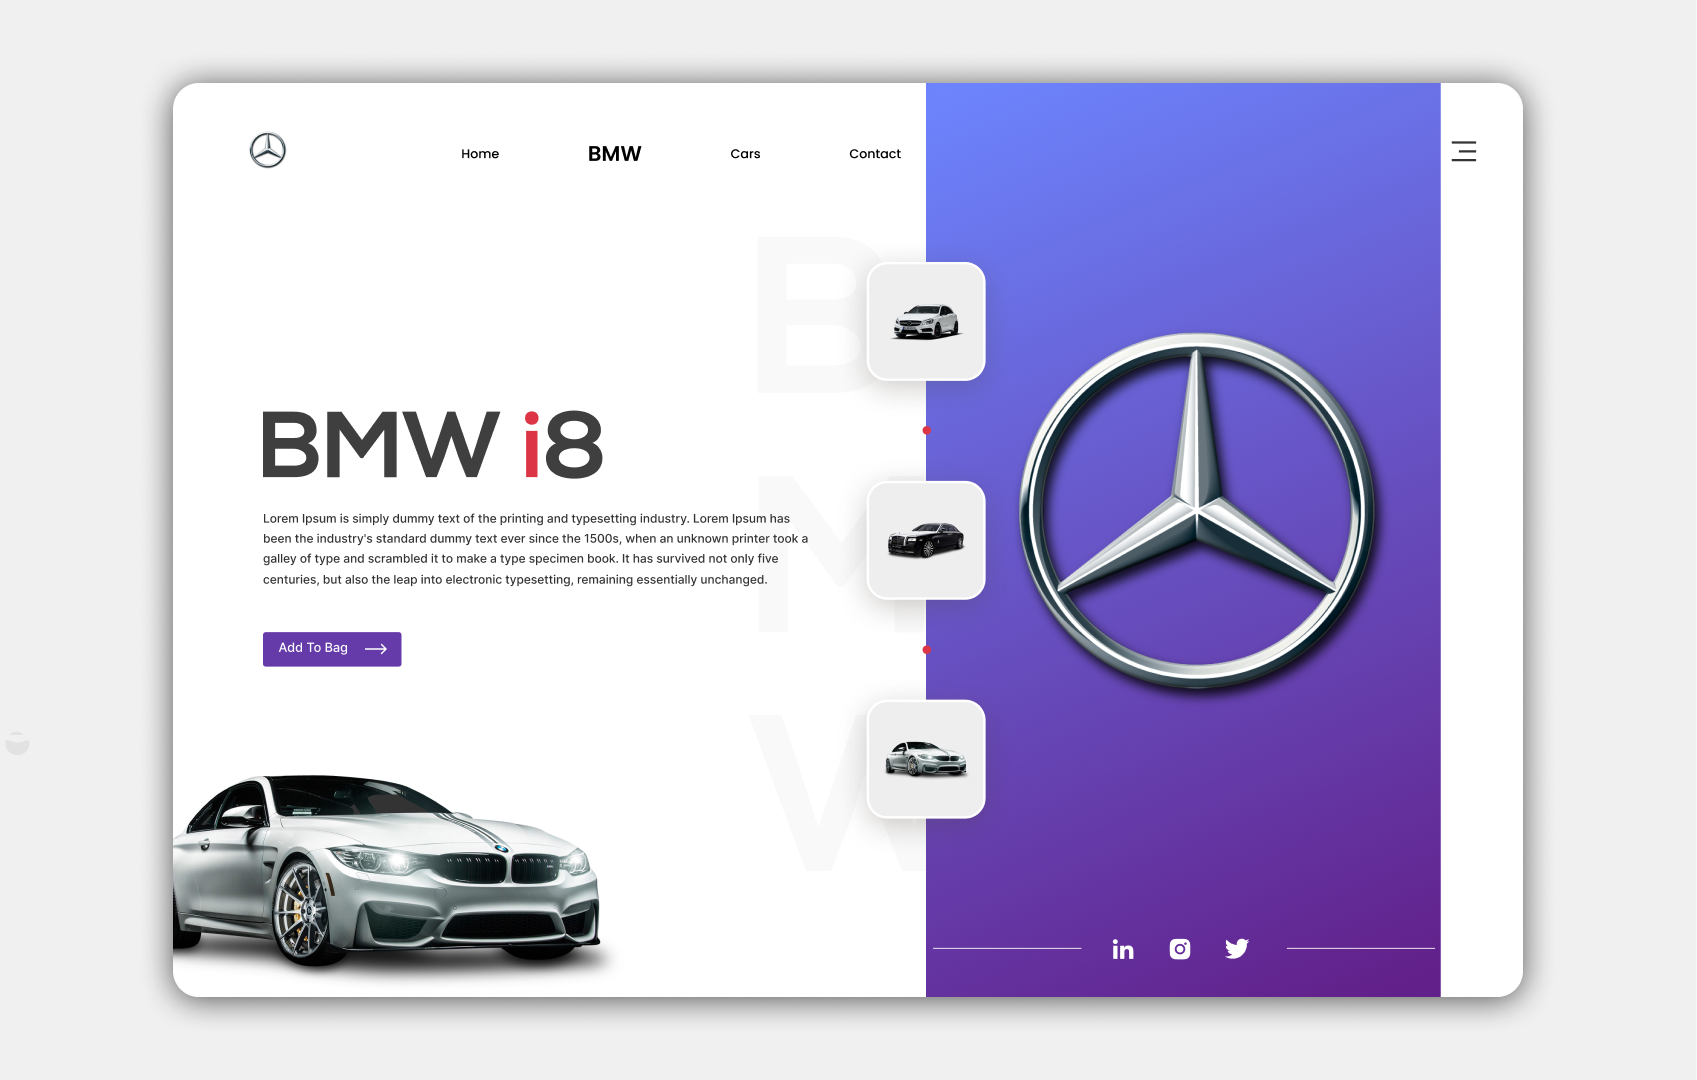 Home
BMW
Cars
Contact
B
M
W
BMW i8
Lorem Ipsum is simply dummy text of the printing and typesetting industry. Lorem Ipsum has
been the industry's standard dummy text ever since the 1500s, when an unknown printer took a
galley of type and scrambled it to make a type specimen book. It has survived not only five
centuries, but also the leap into electronic typesetting, remaining essentially unchanged.
Add To Bag
in